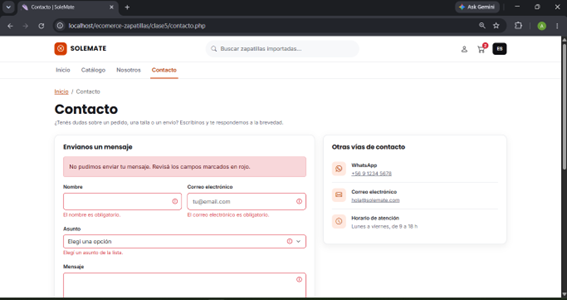 Contacto | SoleMate
Ask Gemini
localhost/ecomerce-zapatillas/clase5/contacto.php
SOLEMATE
Buscar zapatillas importadas...
Inicio
Catálogo
Nosotros
Contacto
Inicio / Contacto
Contacto
¿Tenés dudas sobre un pedido, una talla o un envío? Escribinos y te respondemos a la brevedad.
Envianos un mensaje
No pudimos enviar tu mensaje. Revisá los campos marcados en rojo.
Nombre
Correo electrónico
tu@email.com
El nombre es obligatorio.
El correo electrónico es obligatorio.
Asunto
Elegí una opción
Elegí un asunto de la lista.
Mensaje
Otras vías de contacto
WhatsApp
+56 9 1234 5678
Correo electrónico
hola@solemate.com
Horario de atención
Lunes a viernes, de 9 a 18 h